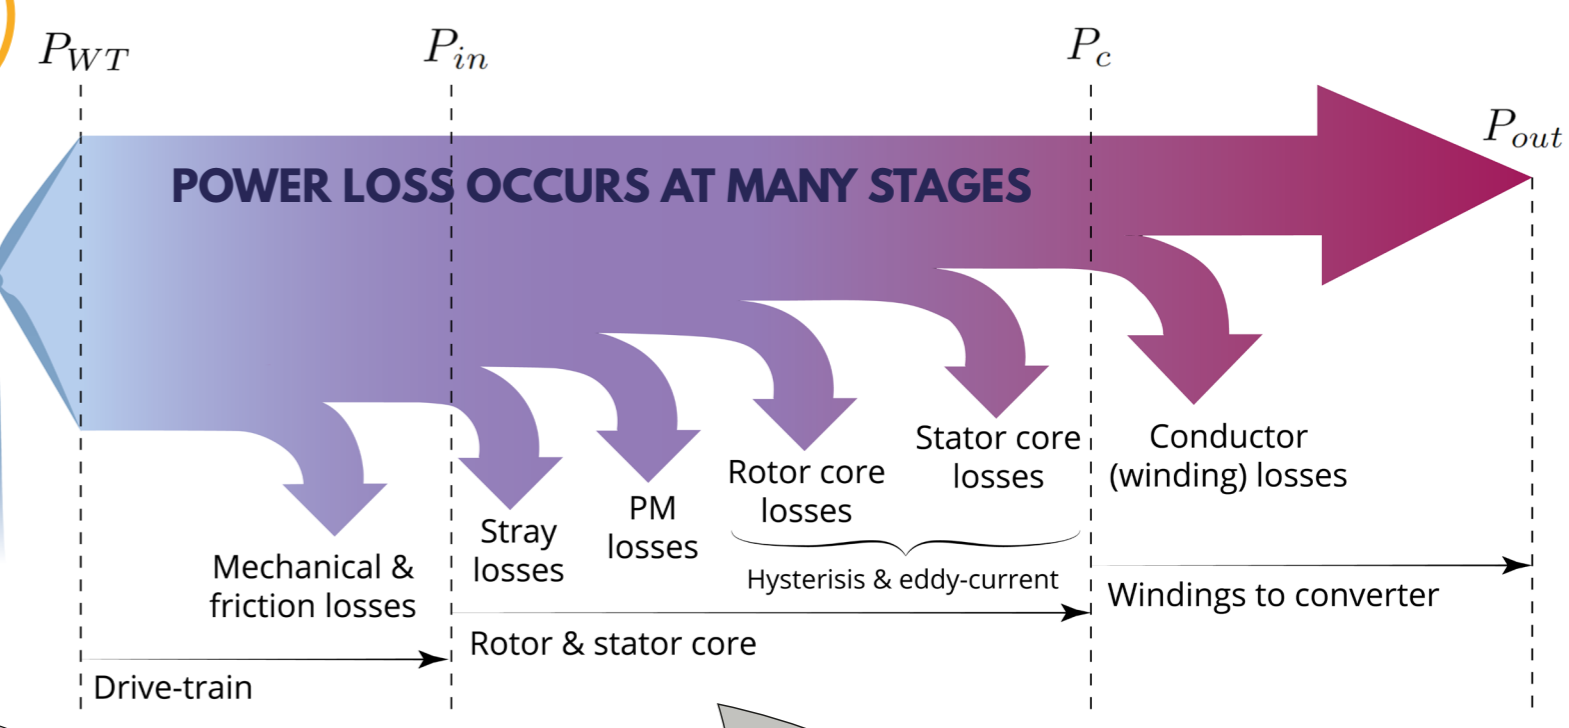 P_WT
P_in
P_c
P_out
POWER LOSS OCCURS AT MANY STAGES
Mechanical &
friction losses
Stray
losses
PM
losses
Rotor core
losses
Stator core
losses
Hysterisis & eddy-current
Conductor
(winding) losses
Drive-train
Rotor & stator core
Windings to converter